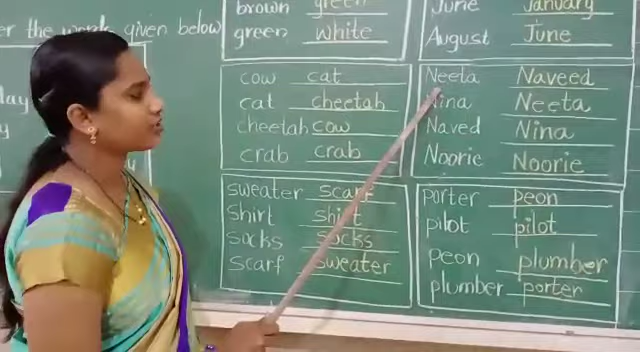 er the words given below
brown green
green white
June January
August June
cow cat
cat cheetah
cheetah cow
crab crab
Neeta Naveed
Nina Neeta
Naved Nina
Noorie Noorie
sweater scarf
shirt shirt
socks socks
scarf sweater
porter peon
pilot pilot
peon plumber
plumber porter